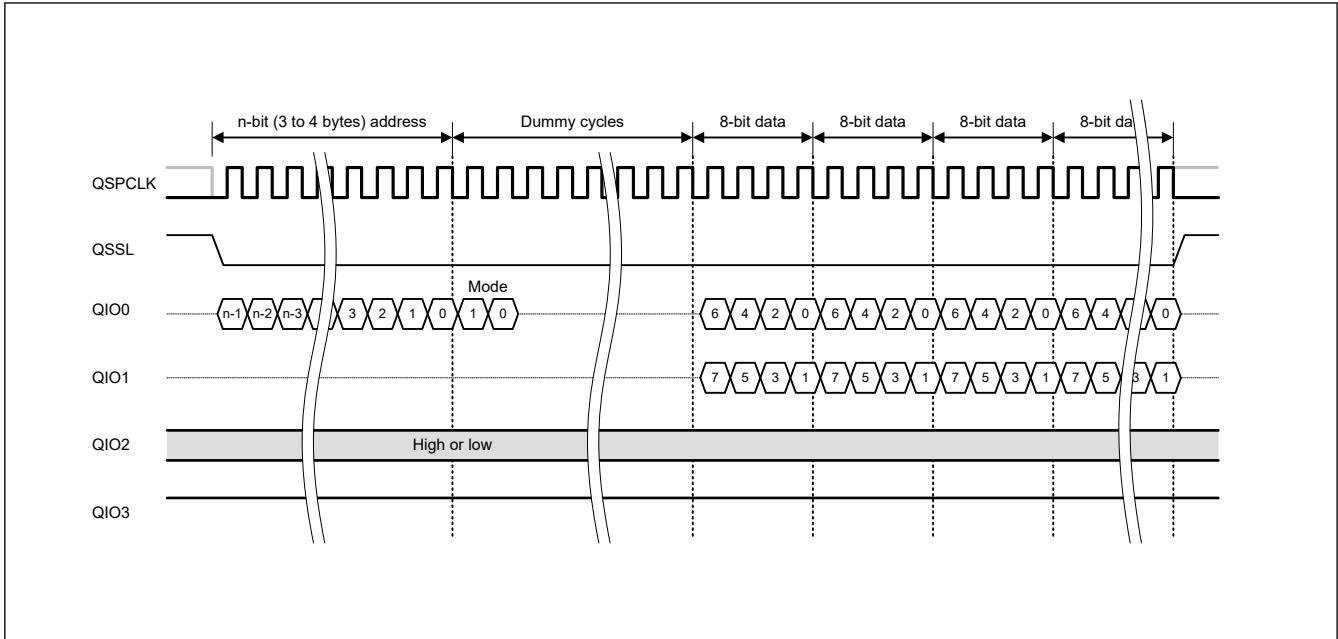 n-bit (3 to 4 bytes) address Dummy cycles 8-bit data 8-bit data 8-bit data 8-bit da
QSPCLK
QSSL
Mode
QIO0 n-1 n-2 n-3 3 2 1 0 1 0 6 4 2 0 6 4 2 0 6 4 2 0 6 4 0
QIO1 7 5 3 1 7 5 3 1 7 5 3 1 7 5 3 1
QIO2 High or low
QIO3